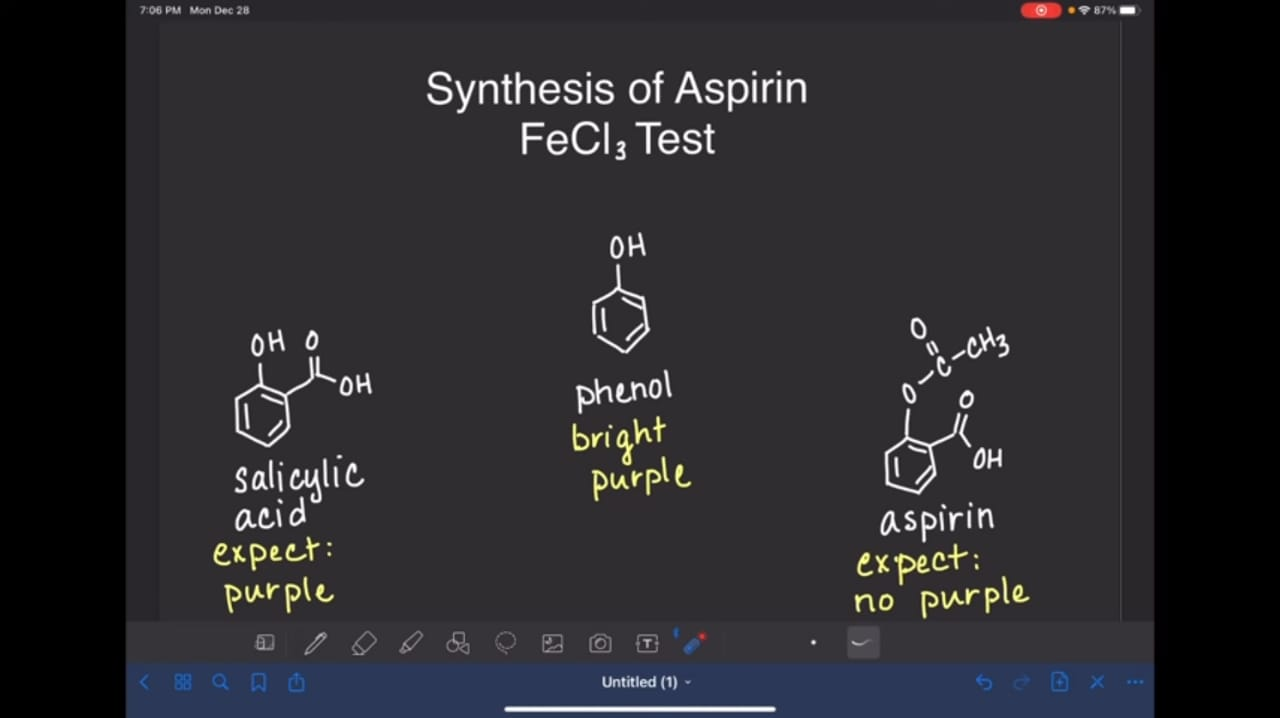 7:06 PM Mon Dec 28
87%
Synthesis of Aspirin
FeCl₃ Test
OH
OH O
OH
salicylic
acid
expect:
purple
phenol
bright
purple
O
C-CH₃
O
O
OH
aspirin
expect:
no purple
T
Untitled (1)